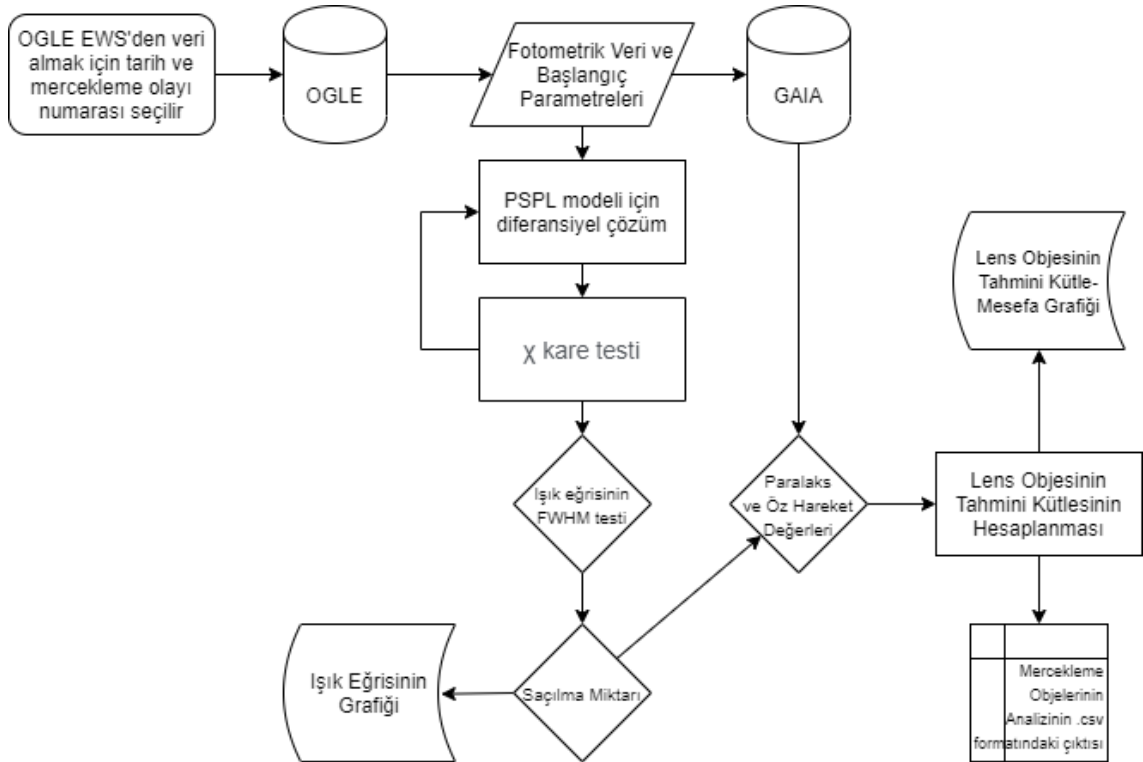 OGLE EWS'den veri
almak için tarih ve
mercekleme olayı
numarası seçilir
OGLE
Fotometrik Veri ve
Başlangıç
Parametreleri
GAIA
PSPL modeli için
diferansiyel çözüm
χ kare testi
Işık eğrisinin
FWHM testi
Saçılma Miktarı
Işık Eğrisinin
Grafiği
Paralaks
ve Öz Hareket
Değerleri
Lens Objesinin
Tahmini Kütlesinin
Hesaplanması
Lens Objesinin
Tahmini Kütle-
Mesefa Grafiği
Mercekleme
Objelerinin
Analizinin .csv
formatındaki çıktısı